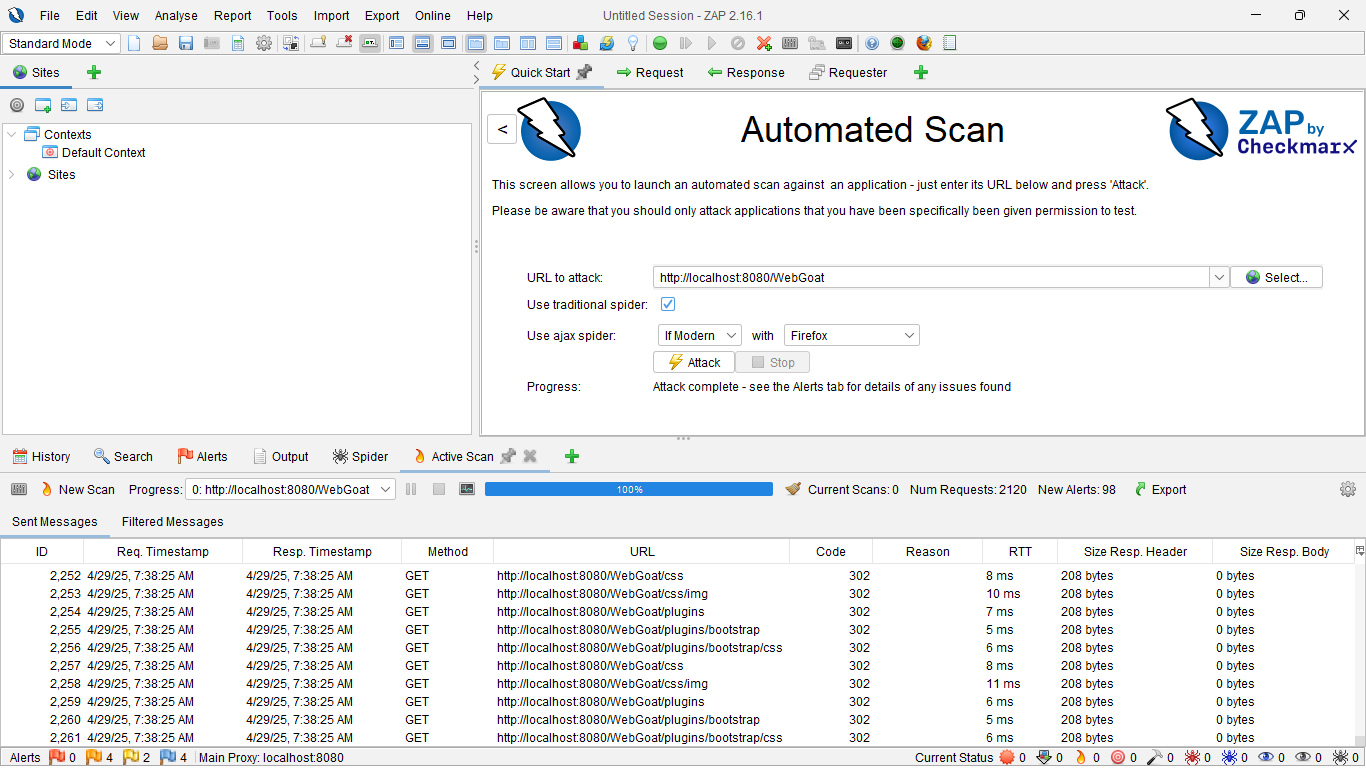 File Edit View Analyse Report Tools Import Export Online Help Untitled Session - ZAP 2.16.1
Standard Mode
Sites
Quick Start Request Response Requester
Contexts
Default Context
Sites
<
Automated Scan
ZAP by
Checkmarx
This screen allows you to launch an automated scan against  an application - just enter its URL below and press 'Attack'.
Please be aware that you should only attack applications that you have been specifically been given permission to test.
URL to attack: http://localhost:8080/WebGoat Select...
Use traditional spider:
Use ajax spider: If Modern with Firefox
Attack Stop
Progress: Attack complete - see the Alerts tab for details of any issues found
History Search Alerts Output Spider Active Scan
New Scan Progress: 0: http://localhost:8080/WebGoat 100% Current Scans: 0 Num Requests: 2120 New Alerts: 98 Export
Sent Messages Filtered Messages
ID Req. Timestamp Resp. Timestamp Method URL Code Reason RTT Size Resp. Header Size Resp. Body
2,252 4/29/25, 7:38:25 AM 4/29/25, 7:38:25 AM GET http://localhost:8080/WebGoat/css 302 8 ms 208 bytes 0 bytes
2,253 4/29/25, 7:38:25 AM 4/29/25, 7:38:25 AM GET http://localhost:8080/WebGoat/css/img 302 10 ms 208 bytes 0 bytes
2,254 4/29/25, 7:38:25 AM 4/29/25, 7:38:25 AM GET http://localhost:8080/WebGoat/plugins 302 7 ms 208 bytes 0 bytes
2,255 4/29/25, 7:38:25 AM 4/29/25, 7:38:25 AM GET http://localhost:8080/WebGoat/plugins/bootstrap 302 5 ms 208 bytes 0 bytes
2,256 4/29/25, 7:38:25 AM 4/29/25, 7:38:25 AM GET http://localhost:8080/WebGoat/plugins/bootstrap/css 302 6 ms 208 bytes 0 bytes
2,257 4/29/25, 7:38:25 AM 4/29/25, 7:38:25 AM GET http://localhost:8080/WebGoat/css 302 8 ms 208 bytes 0 bytes
2,258 4/29/25, 7:38:25 AM 4/29/25, 7:38:25 AM GET http://localhost:8080/WebGoat/css/img 302 11 ms 208 bytes 0 bytes
2,259 4/29/25, 7:38:25 AM 4/29/25, 7:38:25 AM GET http://localhost:8080/WebGoat/plugins 302 6 ms 208 bytes 0 bytes
2,260 4/29/25, 7:38:25 AM 4/29/25, 7:38:25 AM GET http://localhost:8080/WebGoat/plugins/bootstrap 302 5 ms 208 bytes 0 bytes
2,261 4/29/25, 7:38:25 AM 4/29/25, 7:38:25 AM GET http://localhost:8080/WebGoat/plugins/bootstrap/css 302 6 ms 208 bytes 0 bytes
Alerts 0 4 2 4 Main Proxy: localhost:8080 Current Status 0 0 0 0 0 0 0 0 0 0